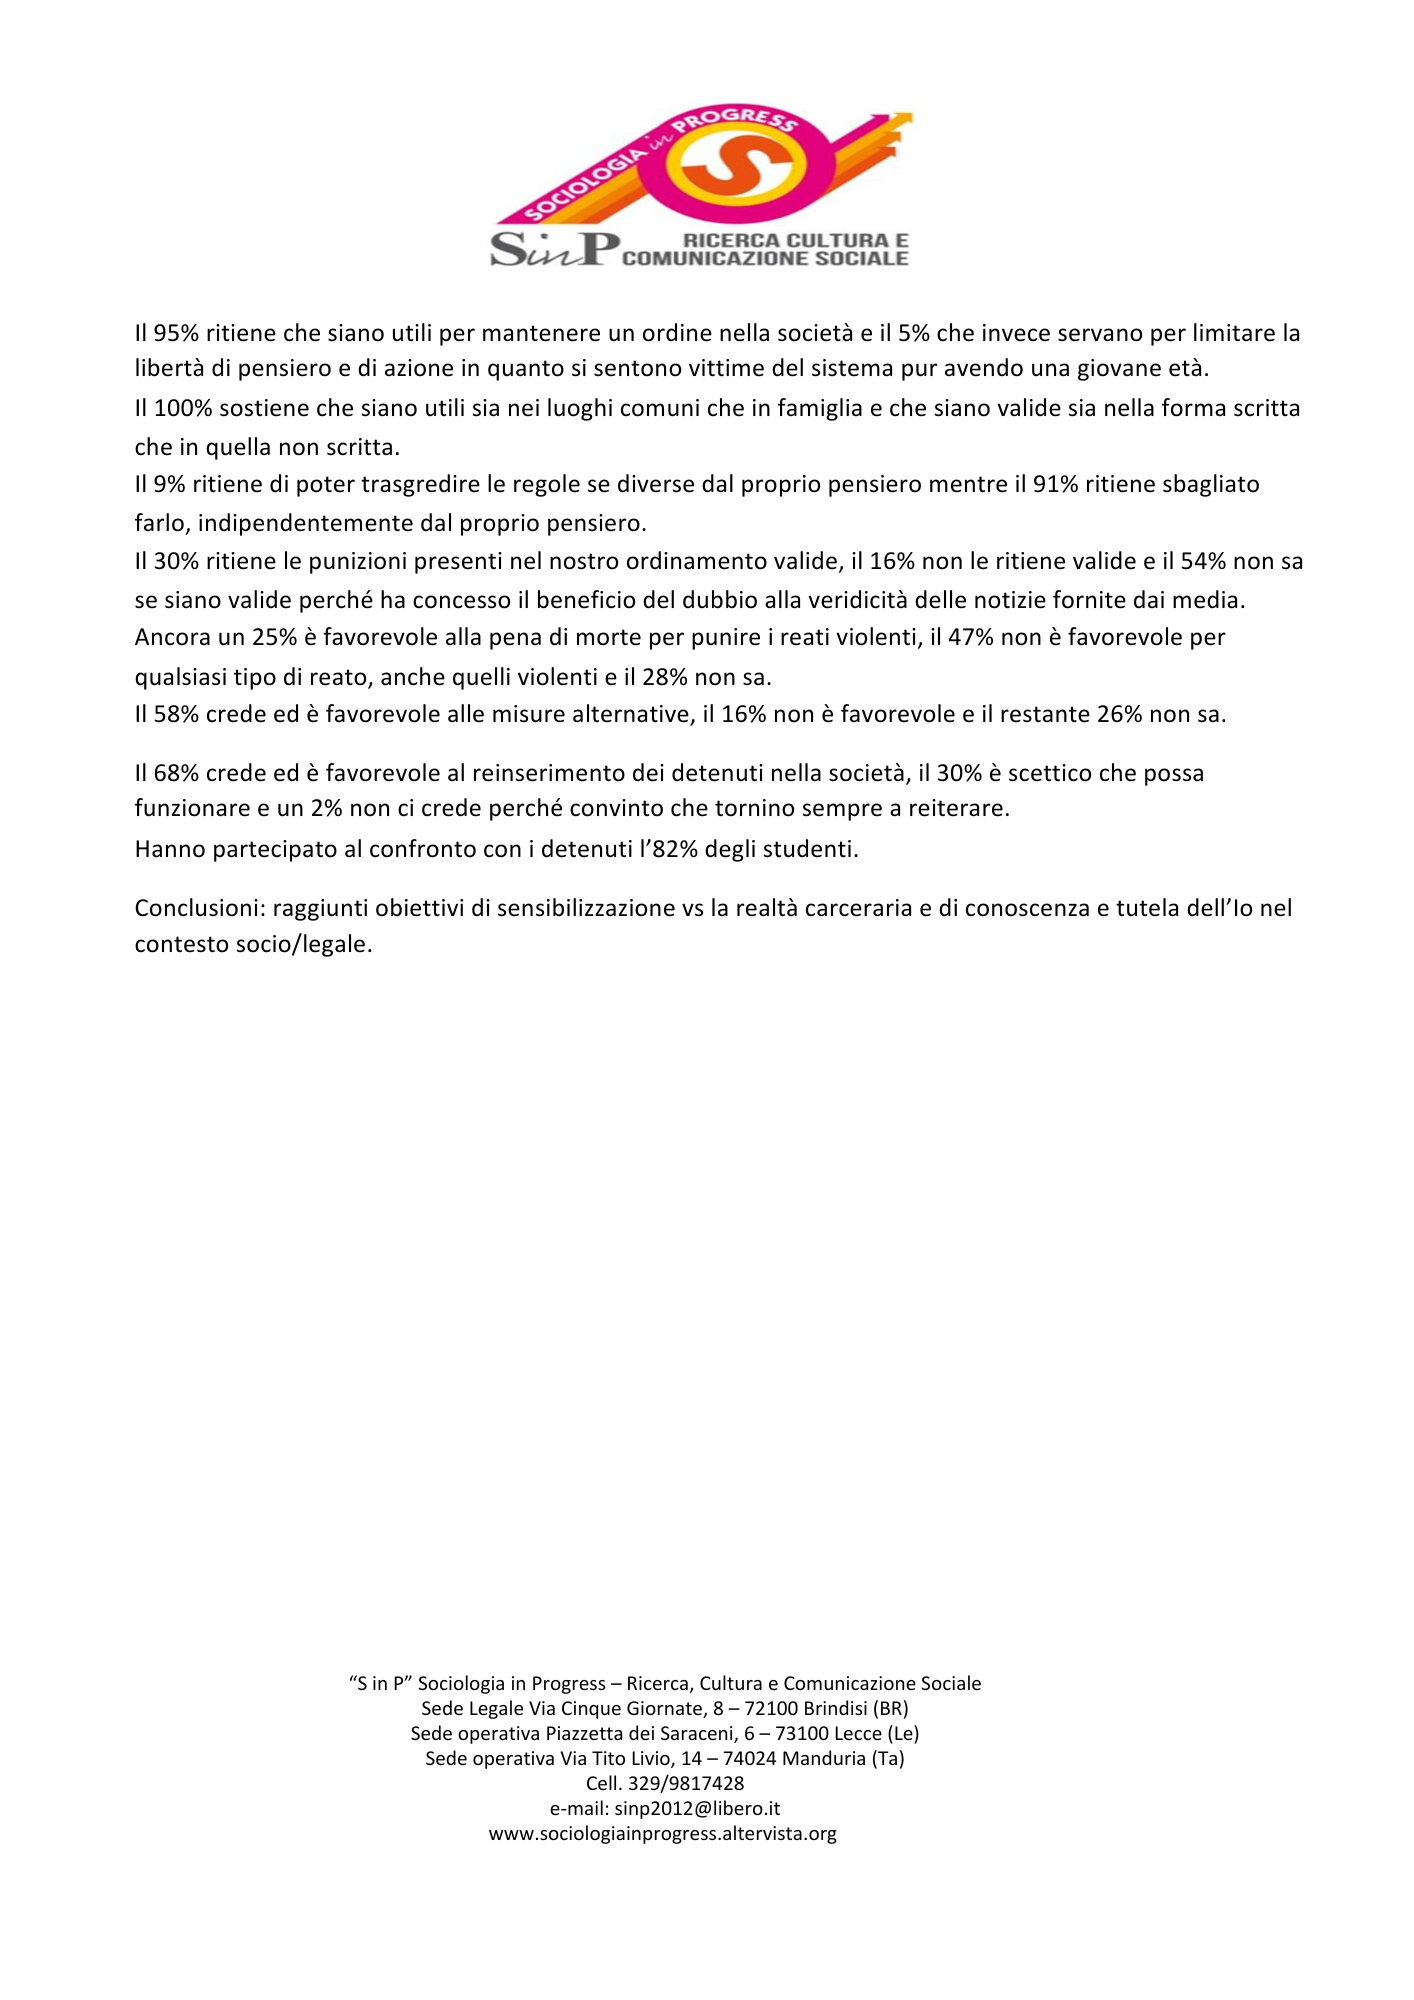 SOCIOLOGIA in PROGRESS
S
SinP RICERCA CULTURA E
COMUNICAZIONE SOCIALE
Il 95% ritiene che siano utili per mantenere un ordine nella società e il 5% che invece servano per limitare la
libertà di pensiero e di azione in quanto si sentono vittime del sistema pur avendo una giovane età.
Il 100% sostiene che siano utili sia nei luoghi comuni che in famiglia e che siano valide sia nella forma scritta
che in quella non scritta.
Il 9% ritiene di poter trasgredire le regole se diverse dal proprio pensiero mentre il 91% ritiene sbagliato
farlo, indipendentemente dal proprio pensiero.
Il 30% ritiene le punizioni presenti nel nostro ordinamento valide, il 16% non le ritiene valide e il 54% non sa
se siano valide perché ha concesso il beneficio del dubbio alla veridicità delle notizie fornite dai media.
Ancora un 25% è favorevole alla pena di morte per punire i reati violenti, il 47% non è favorevole per
qualsiasi tipo di reato, anche quelli violenti e il 28% non sa.
Il 58% crede ed è favorevole alle misure alternative, il 16% non è favorevole e il restante 26% non sa.
Il 68% crede ed è favorevole al reinserimento dei detenuti nella società, il 30% è scettico che possa
funzionare e un 2% non ci crede perché convinto che tornino sempre a reiterare.
Hanno partecipato al confronto con i detenuti l’82% degli studenti.
Conclusioni: raggiunti obiettivi di sensibilizzazione vs la realtà carceraria e di conoscenza e tutela dell’Io nel
contesto socio/legale.
“S in P” Sociologia in Progress – Ricerca, Cultura e Comunicazione Sociale
Sede Legale Via Cinque Giornate, 8 – 72100 Brindisi (BR)
Sede operativa Piazzetta dei Saraceni, 6 – 73100 Lecce (Le)
Sede operativa Via Tito Livio, 14 – 74024 Manduria (Ta)
Cell. 329/9817428
e-mail: sinp2012@libero.it
www.sociologiainprogress.altervista.org